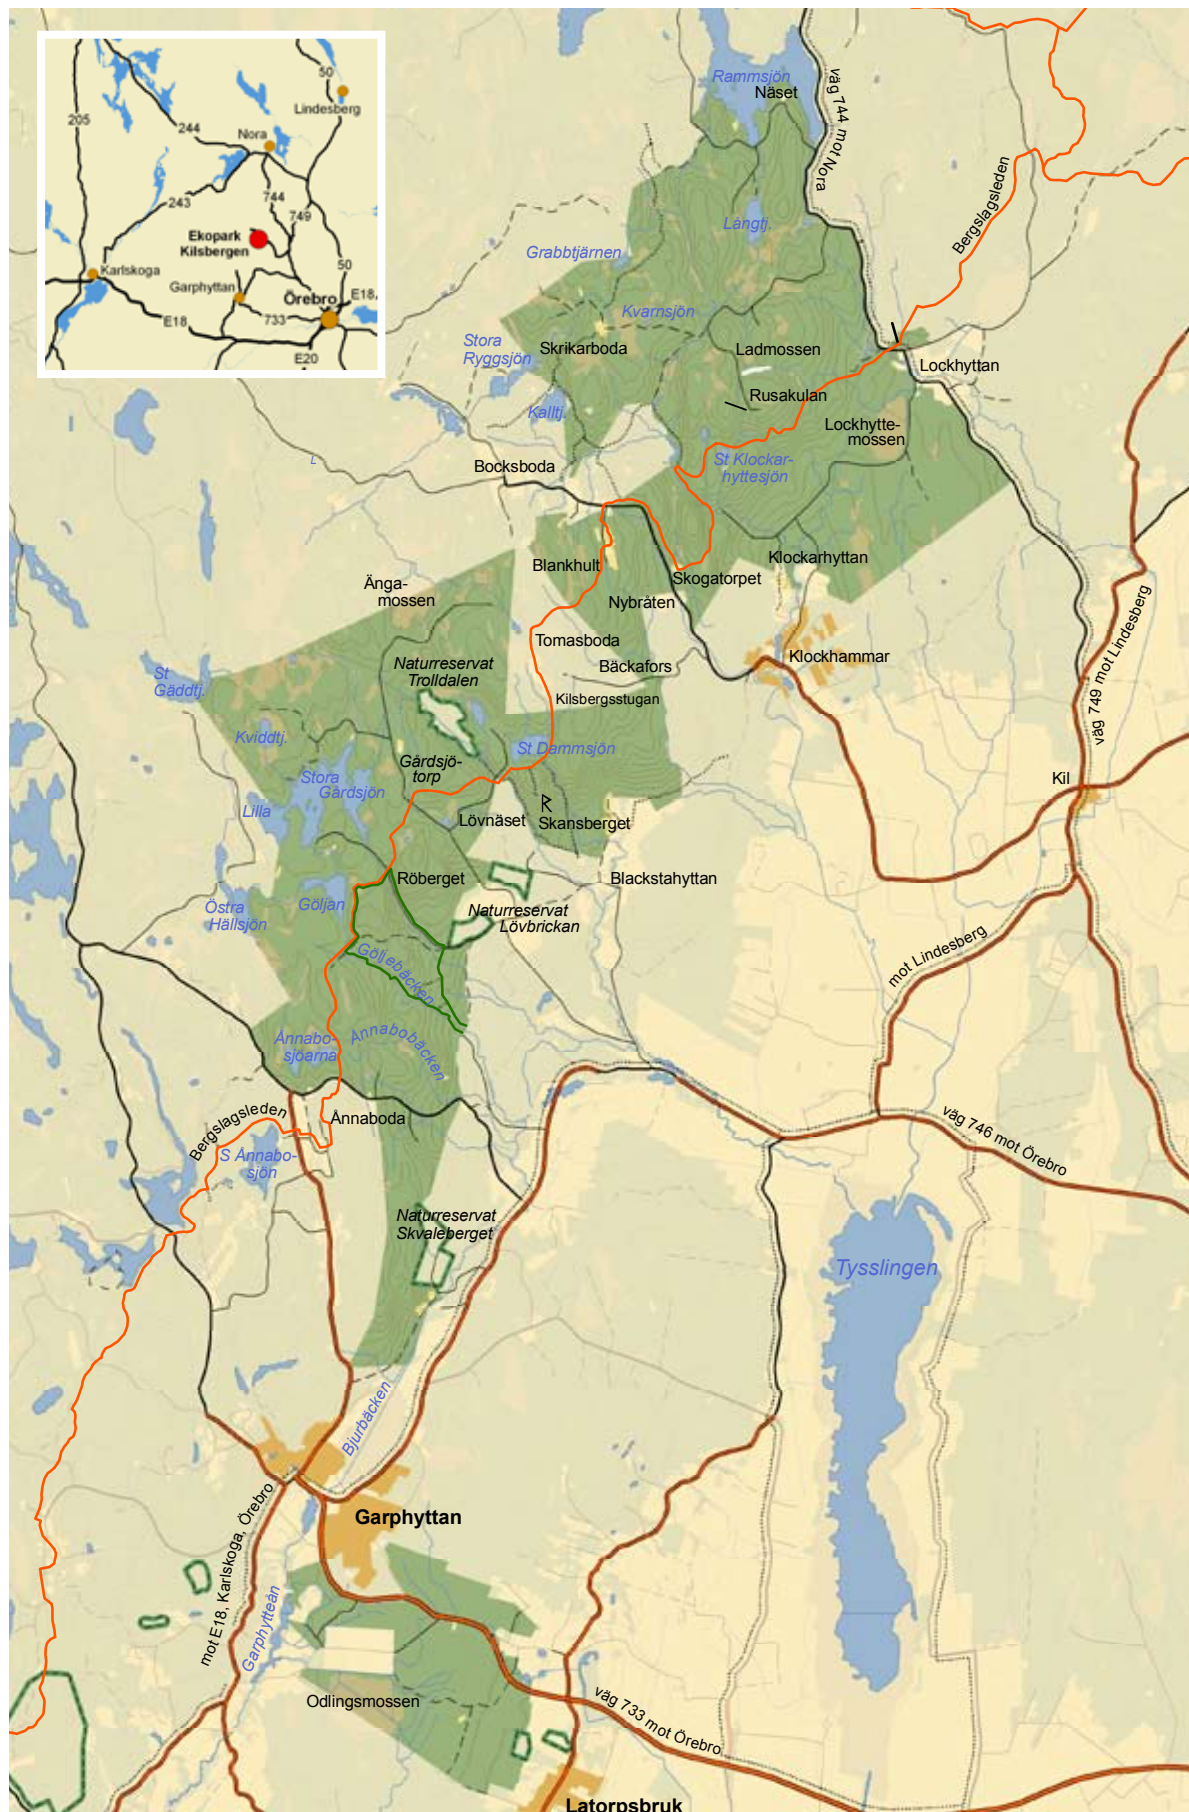 50
Lindesberg
205
244
Nora
243
744
749
Ekopark
Kilsbergen
50
Karlskoga
Garphyttan
Örebro
E18
E18
733
E20
Rammsjön
Näset
väg 744 mot Nora
Bergslagsleden
Långtj.
Grabbtjärnen
Kvarnsjön
Stora
Ryggsjön
Skrikarboda
Ladmossen
Lockhyttan
Rusakulan
Kalltj.
Lockhytte-
mossen
L
Bocksboda
St Klockar-
hyttesjön
Blankhult
Klockarhyttan
Skogatorpet
Änga-
mossen
Nybråten
Tomasboda
Klockhammar
Bäckafors
Naturreservat
Trolldalen
St
Gäddtj.
Kilsbergsstugan
väg 749 mot Lindesberg
Kviddtj.
St Dammsjön
Gårdsjö-
torp
Stora
Gårdsjön
Kil
Lilla
Lövnäset
Skansberget
Röberget
Blackstahyttan
Östra
Hällsjön
Göljan
Naturreservat
Lövbrickan
Göljebäcken
mot Lindesberg
Ånnabo-
sjöarna
Ånnabobäcken
Bergslagsleden
Ånnaboda
väg 746 mot Örebro
S Ånnabo-
sjön
Naturreservat
Skvaleberget
Tysslingen
Bjurbäcken
mot E18, Karlskoga, Örebro
Garphyttan
Garphytteån
Odlingsmossen
väg 733 mot Örebro
Latorpsbruk